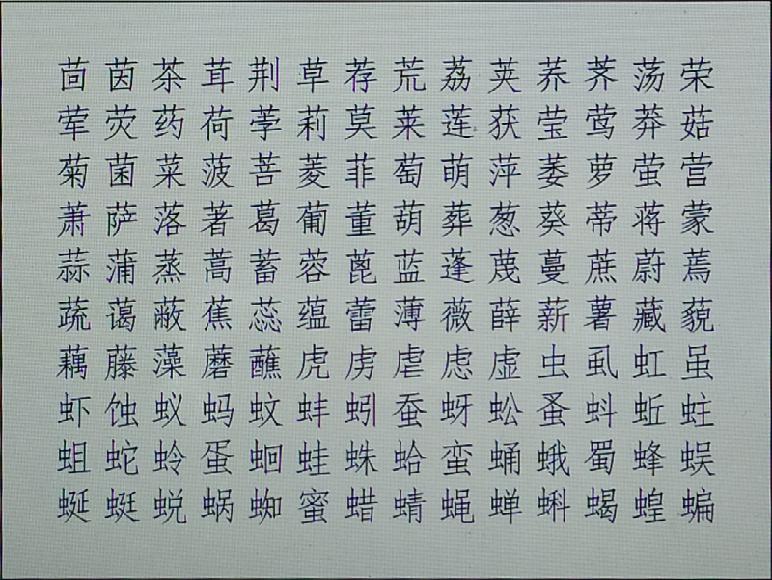 茴茵茶茸荆草荐荒荔荚荞荠荡荣
荤荧药荷荸莉莫莱莲获莹莺莽菇
菊菌菜菠菩菱菲萄萌萍萎萝萤营
萧萨落著葛葡董葫葬葱葵蒂蒋蒙
蒜蒲蒸蒿蓄蓉蓖蓝蓬蔑蔓蔗蔚蔫
蔬蔼蔽蕉蕊蕴蕾薄薇薛薪薯藏藐
藕藤藻蘑蘸虎虏虐虑虚虫虱虹虽
虾蚀蚁蚂蚊蚌蚓蚕蚜蚣蚤蚪蚯蛀
蛆蛇蛉蛋蛔蛙蛛蛤蛮蛹蛾蜀蜂蜈
蜒蜓蜕蜗蜘蜜蜡蜻蝇蝉蝌蝎蝗蝙